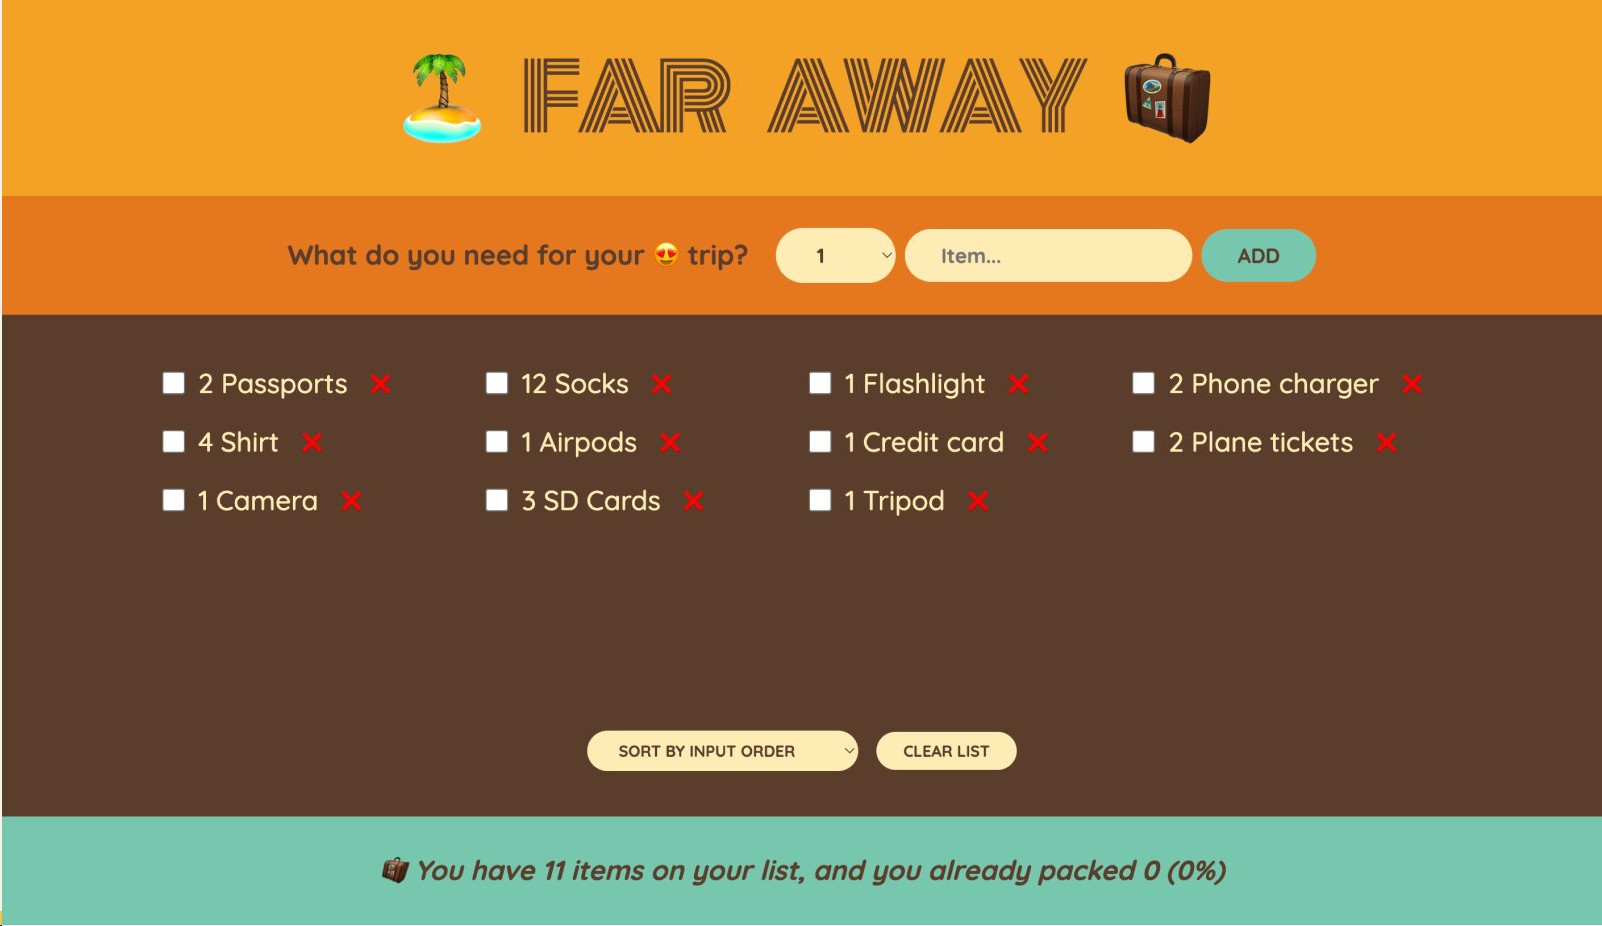 FAR AWAY
What do you need for your 😍 trip? 1 Item... ADD
2 Passports ❌ 12 Socks ❌ 1 Flashlight ❌ 2 Phone charger ❌
4 Shirt ❌ 1 Airpods ❌ 1 Credit card ❌ 2 Plane tickets ❌
1 Camera ❌ 3 SD Cards ❌ 1 Tripod ❌
SORT BY INPUT ORDER CLEAR LIST
You have 11 items on your list, and you already packed 0 (0%)